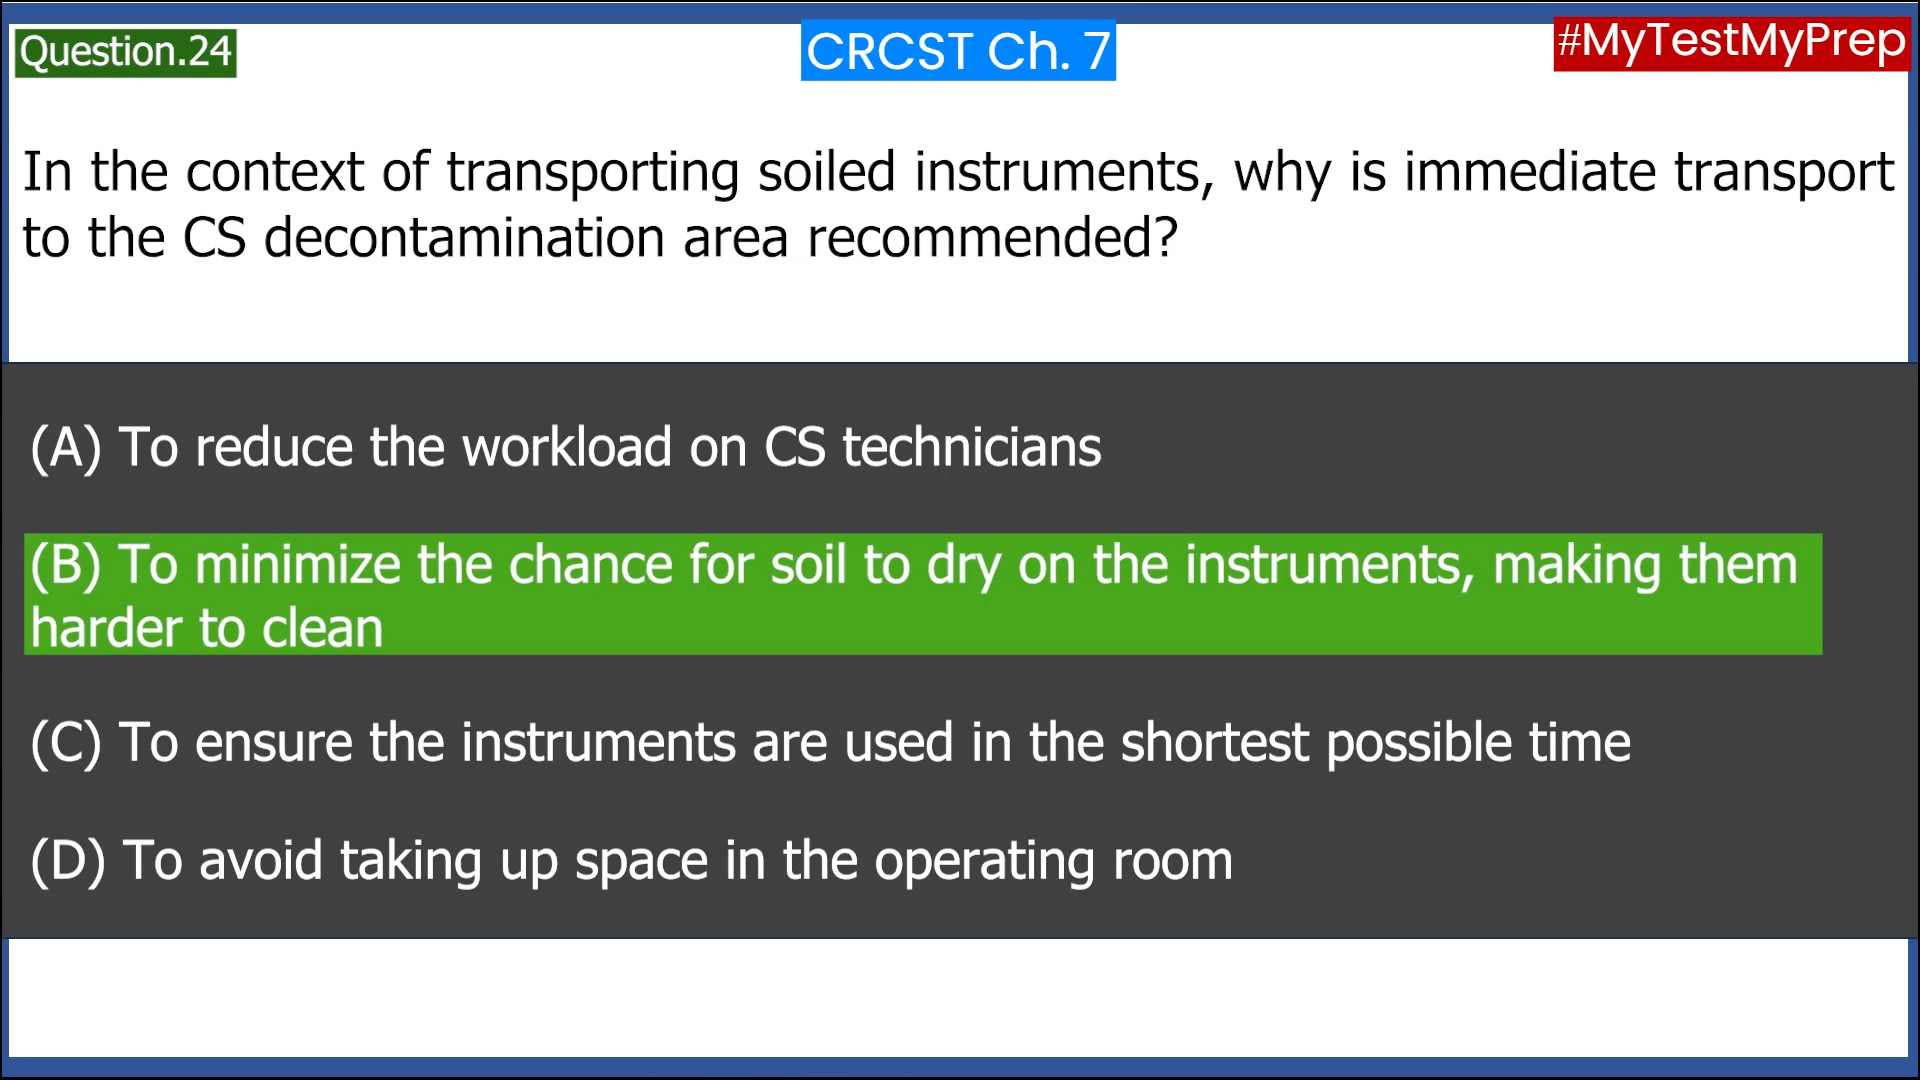 Question.24
CRCST Ch. 7
#MyTestMyPrep
In the context of transporting soiled instruments, why is immediate transport
to the CS decontamination area recommended?
(A) To reduce the workload on CS technicians
(B) To minimize the chance for soil to dry on the instruments, making them
harder to clean
(C) To ensure the instruments are used in the shortest possible time
(D) To avoid taking up space in the operating room